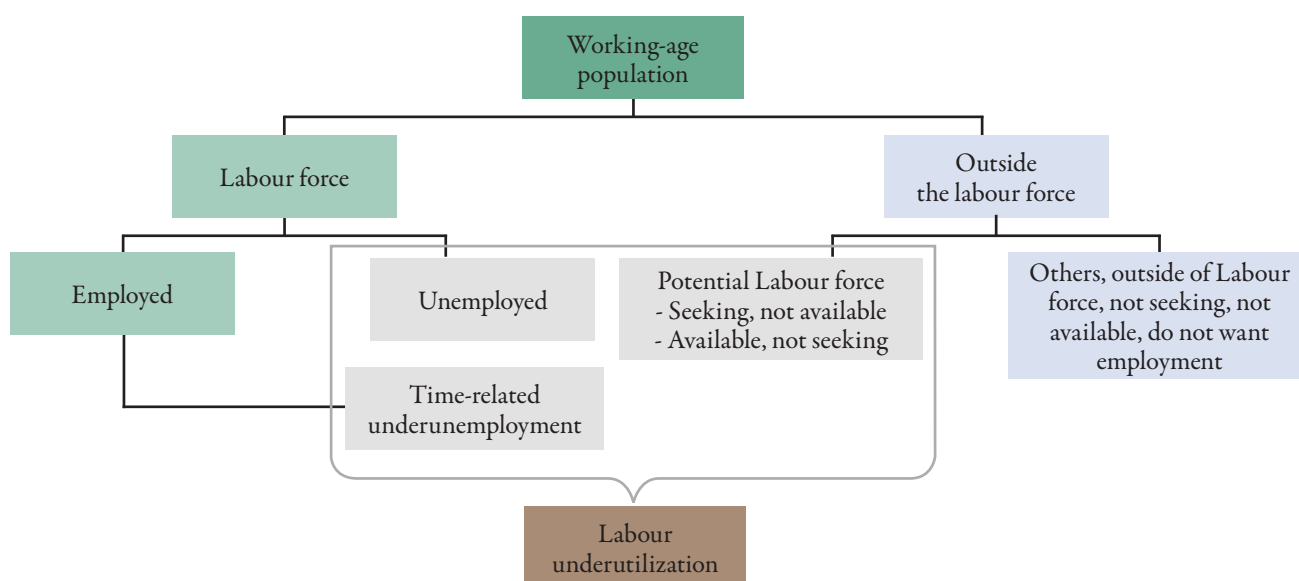 Working-age
population
Labour force
Outside
the labour force
Employed
Unemployed
Potential Labour force
- Seeking, not available
- Available, not seeking
Others, outside of Labour
force, not seeking, not
available, do not want
employment
Time-related
underunemployment
Labour
underutilization